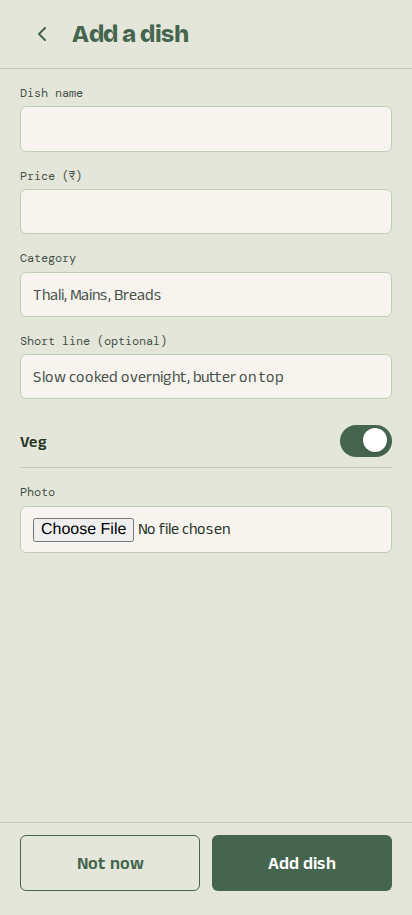 Add a dish
Dish name
Price (₹)
Category
Thali, Mains, Breads
Short line (optional)
Slow cooked overnight, butter on top
Veg
Photo
Choose File No file chosen
Not now Add dish